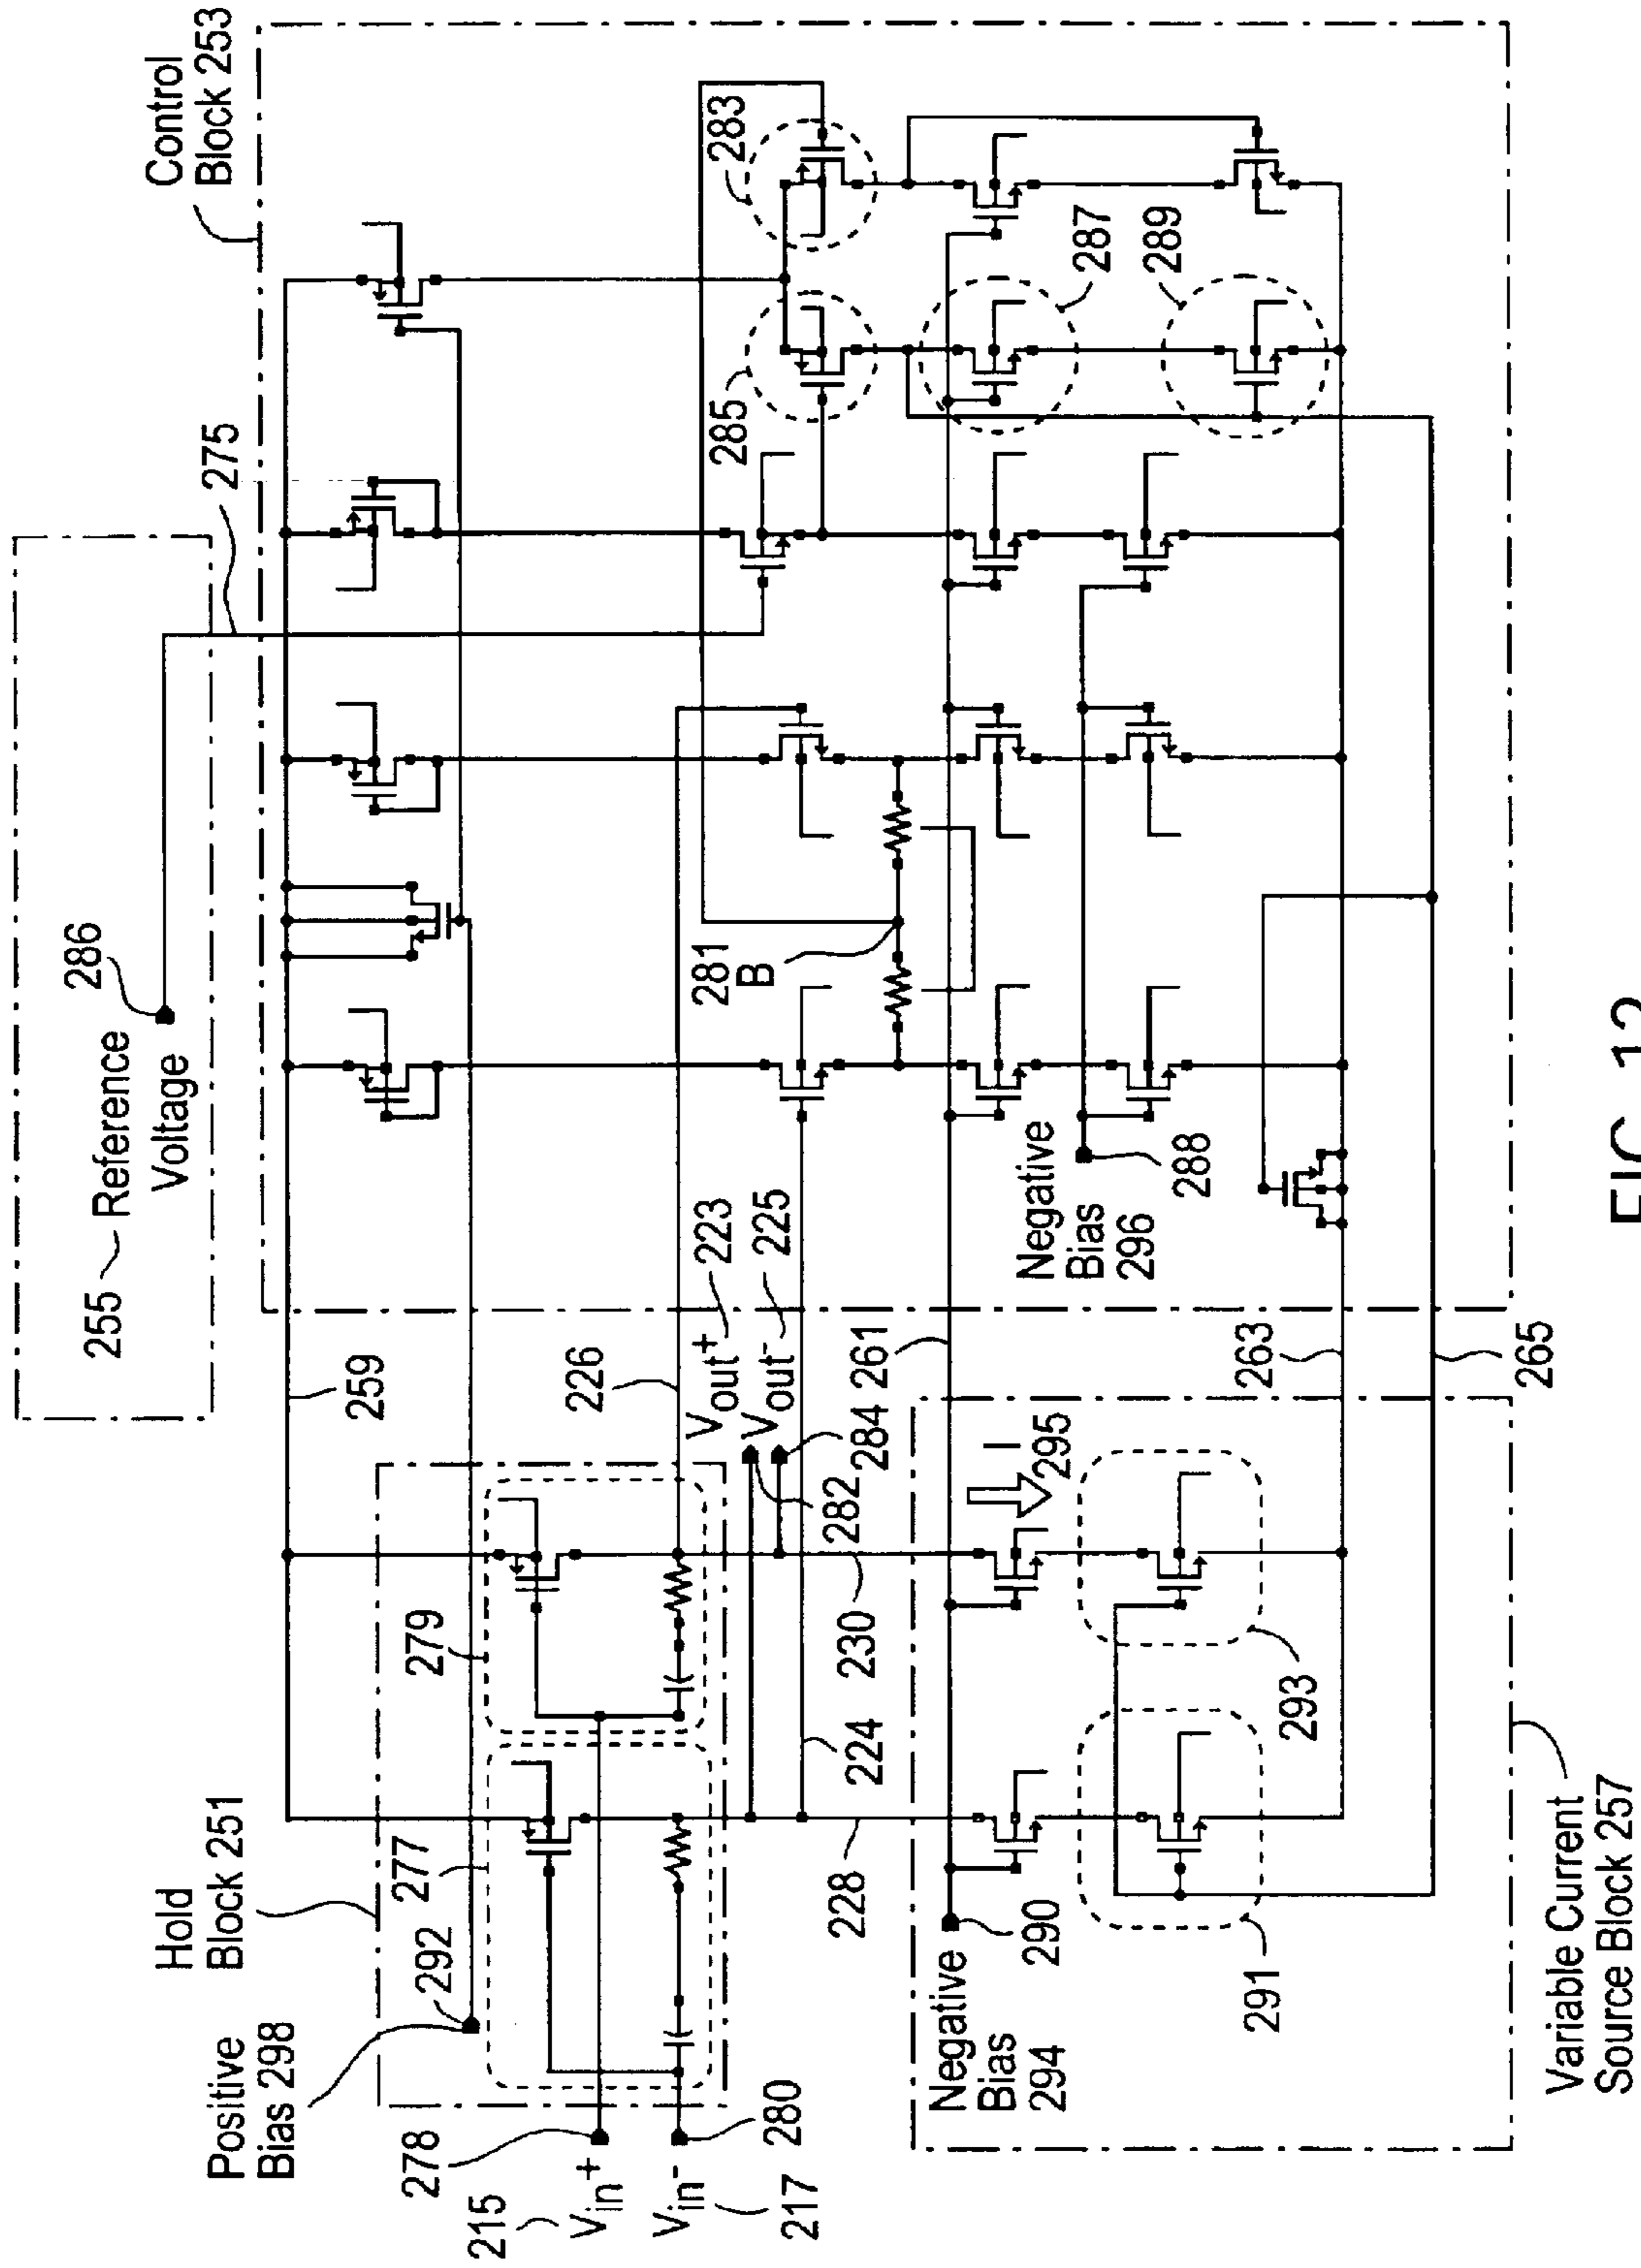 Control
Block 253
283
287
289
285
275
286
255 Reference
Voltage
281
B
Negative
Bias
296
288
259
226
Vout+ 223
Vout- 225
284
282
261
263
265
I
295
279
230
224
293
Hold
Block 251
277
228
Positive
Bias 298
292
278
280
215
Vin+
Vin-
217
Negative
Bias
294
290
291
Variable Current
Source Block 257